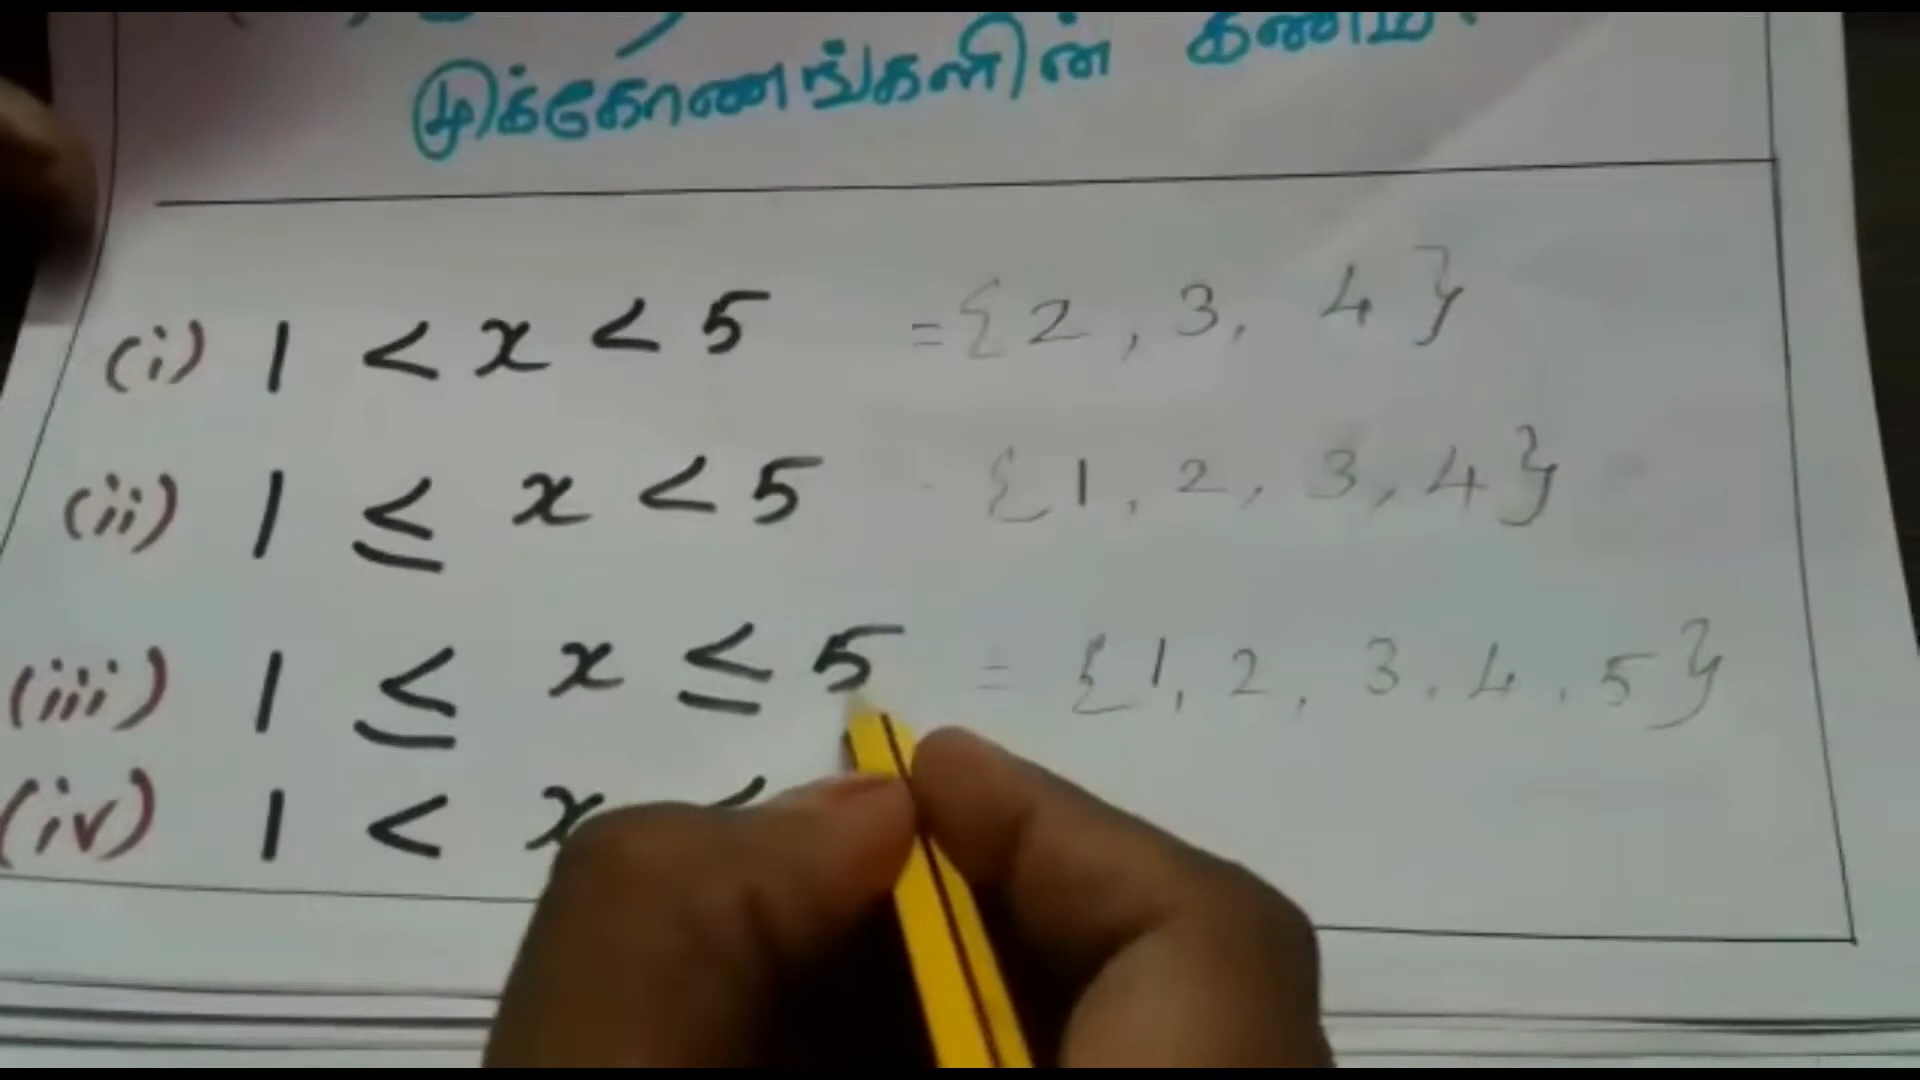 முக்கோணங்களின் கணம்.
(i) 1 < x < 5 = {2, 3, 4}
(ii) 1 ≤ x < 5 - {1, 2, 3, 4}
(iii) 1 ≤ x ≤ 5 = {1, 2, 3, 4, 5}
(iv) 1 < x